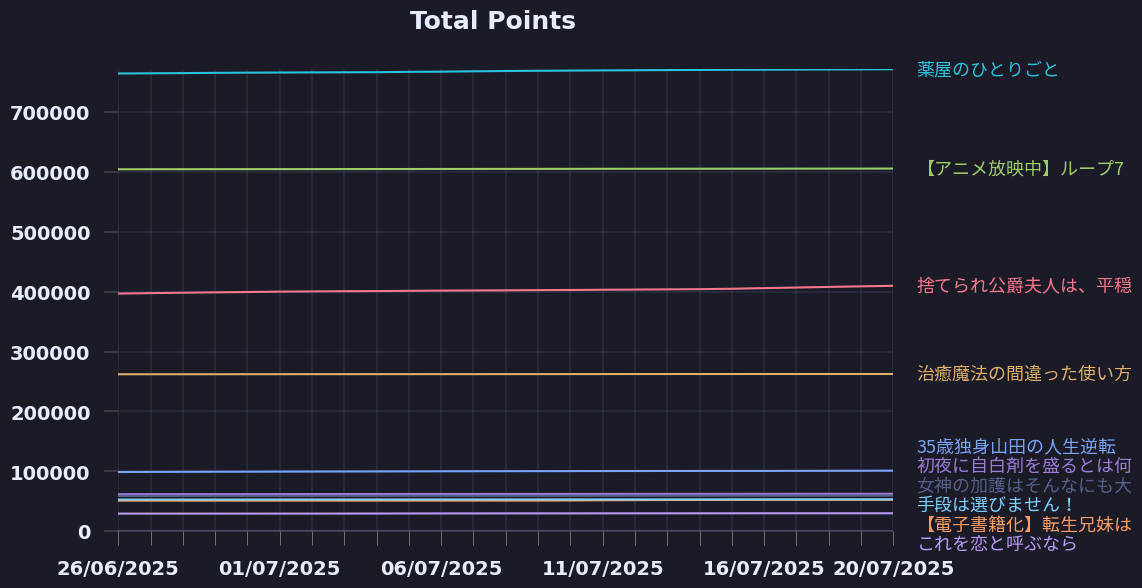 Total Points
薬屋のひとりごと
700000
【アニメ放映中】ループ7
600000
500000
捨てられ公爵夫人は、平穏
400000
治癒魔法の間違った使い方
300000
200000
35歳独身山田の人生逆転
初夜に自白剤を盛るとは何
100000
女神の加護はそんなにも大
手段は選びません！
【電子書籍化】転生兄妹は
0
これを恋と呼ぶなら
26/06/2025 01/07/2025 06/07/2025 11/07/2025 16/07/2025 20/07/2025